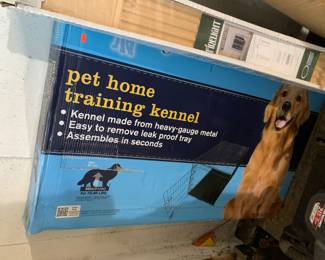 pet home
training kennel
• Kennel made from heavy-gauge metal
• Easy to remove leak proof tray
• Assembles in seconds